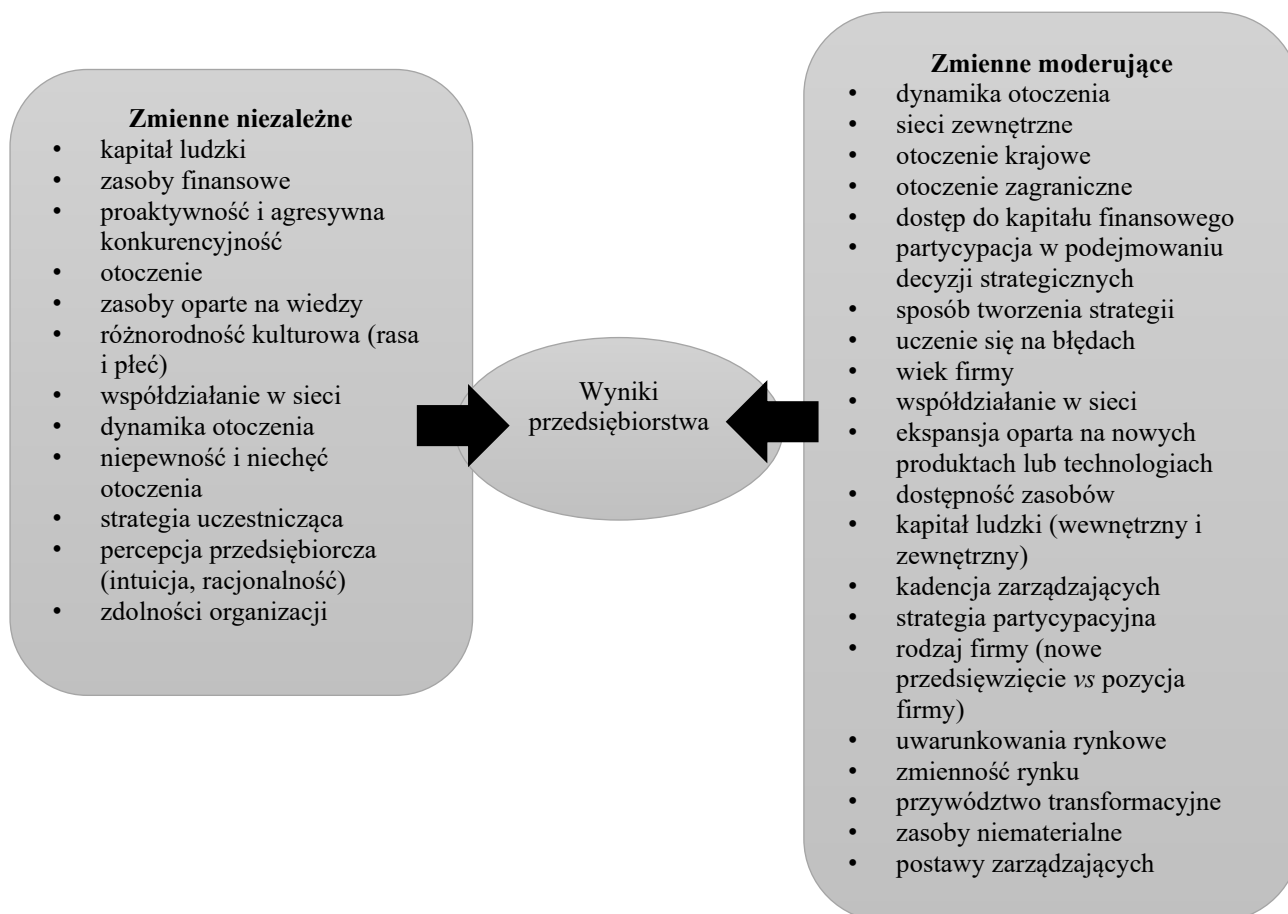 Zmienne niezależne
• kapitał ludzki
• zasoby finansowe
• proaktywność i agresywna
konkurencyjność
• otoczenie
• zasoby oparte na wiedzy
• różnorodność kulturowa (rasa
i płeć)
• współdziałanie w sieci
• dynamika otoczenia
• niepewność i niechęć
otoczenia
• strategia uczestnicząca
• percepcja przedsiębiorcza
(intuicja, racjonalność)
• zdolności organizacji
Wyniki
przedsiębiorstwa
Zmienne moderujące
• dynamika otoczenia
• sieci zewnętrzne
• otoczenie krajowe
• otoczenie zagraniczne
• dostęp do kapitału finansowego
• partycypacja w podejmowaniu
decyzji strategicznych
• sposób tworzenia strategii
• uczenie się na błędach
• wiek firmy
• współdziałanie w sieci
• ekspansja oparta na nowych
produktach lub technologiach
• dostępność zasobów
• kapitał ludzki (wewnętrzny i
zewnętrzny)
• kadencja zarządzających
• strategia partycypacyjna
• rodzaj firmy (nowe
przedsięwzięcie vs pozycja
firmy)
• uwarunkowania rynkowe
• zmienność rynku
• przywództwo transformacyjne
• zasoby niematerialne
• postawy zarządzających